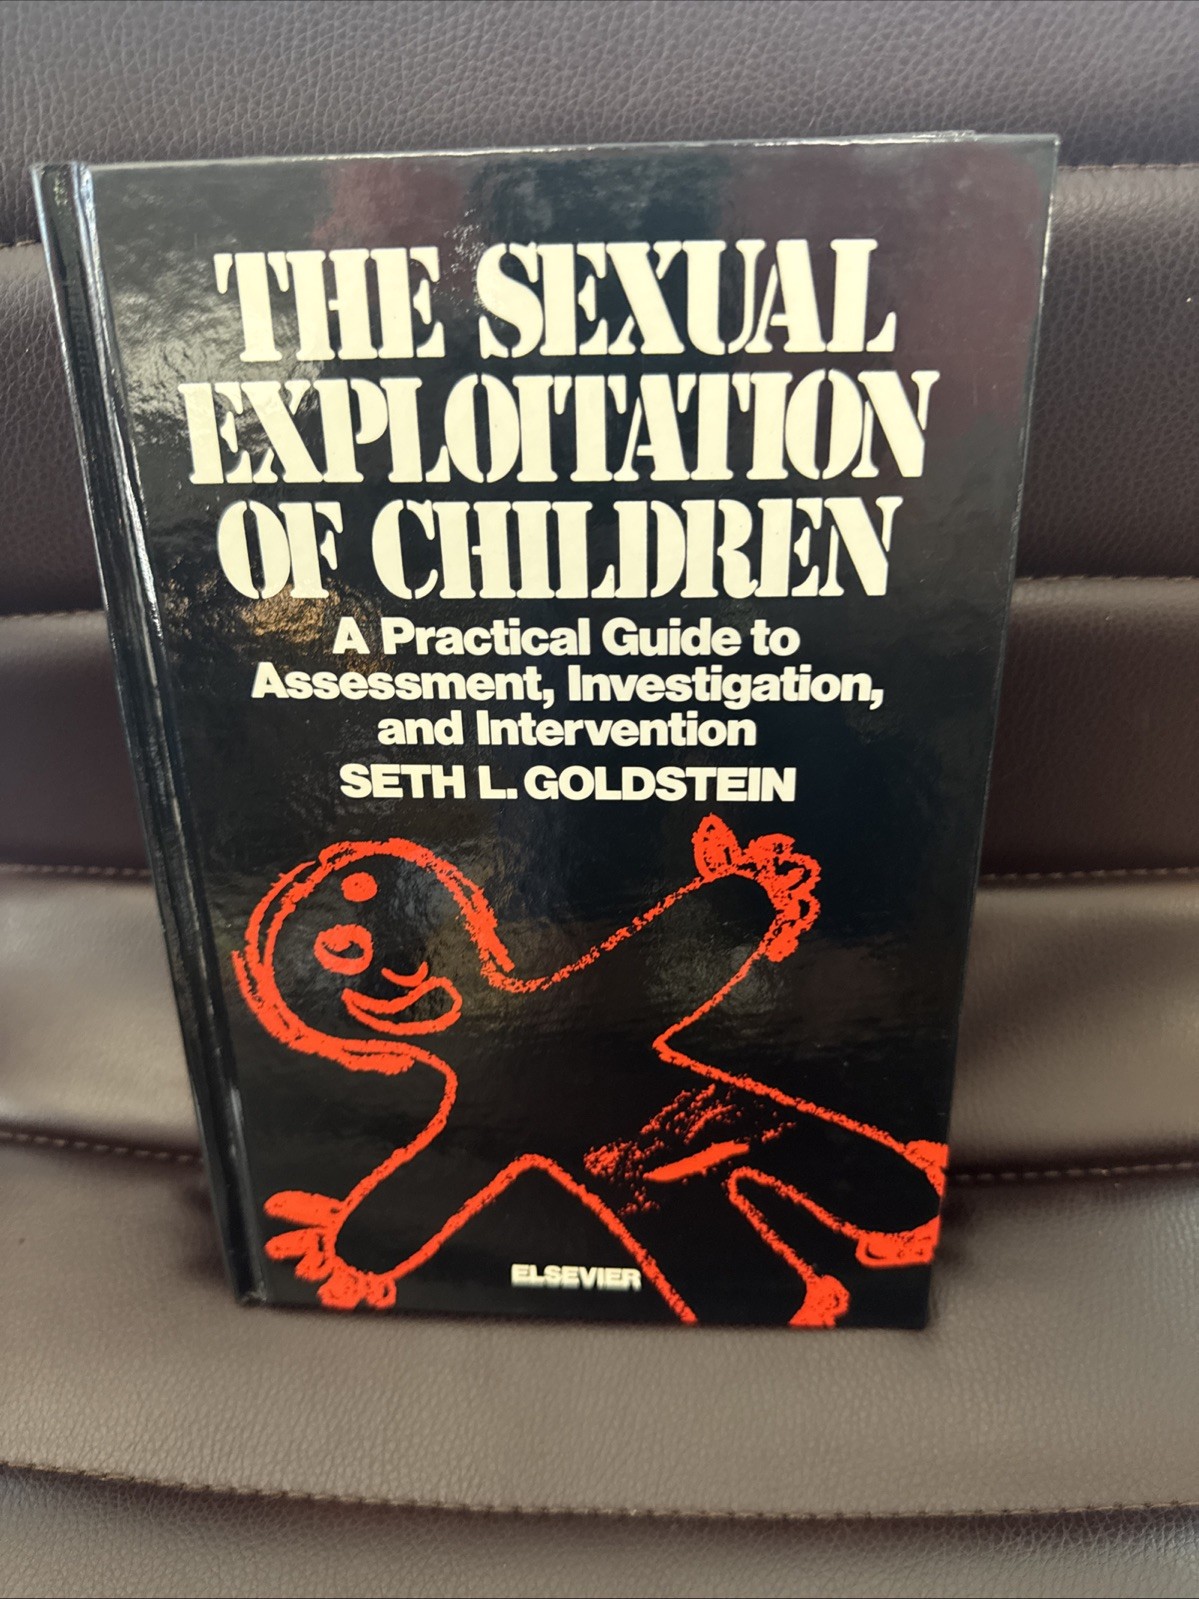 THE SEXUAL
EXPLOITATION
OF CHILDREN
A Practical Guide to
Assessment, Investigation,
and Intervention
SETH L. GOLDSTEIN
ELSEVIER